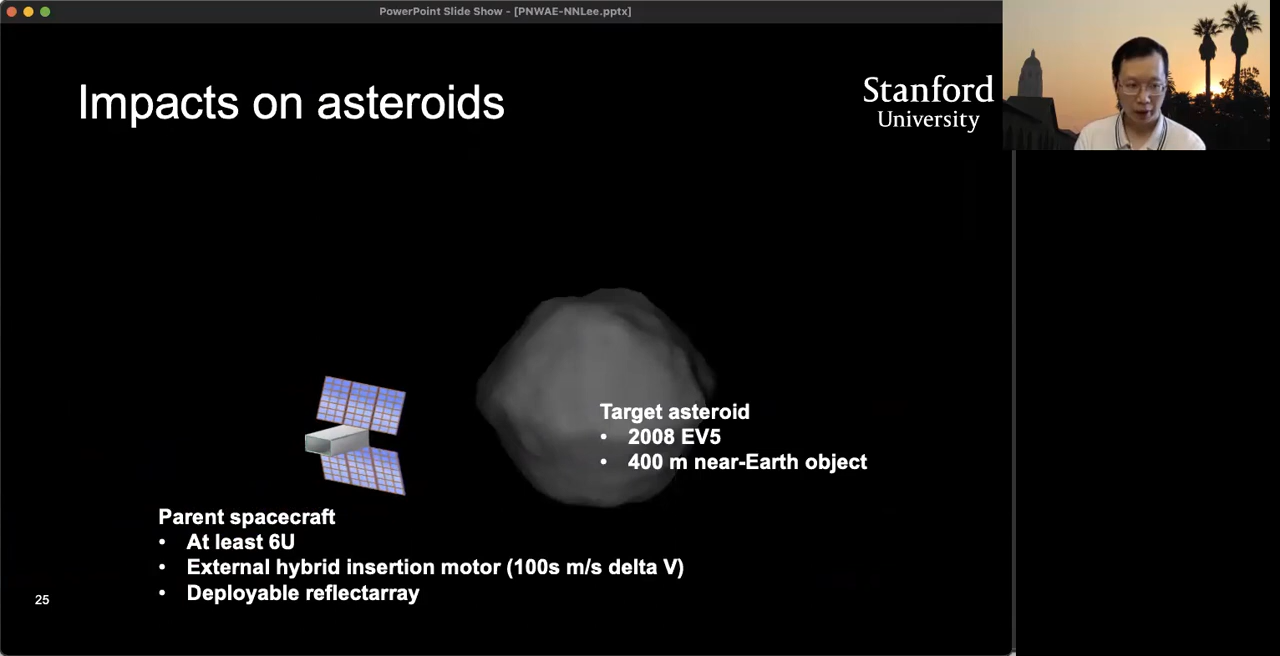 PowerPoint Slide Show - [PNWAE-NNLee.pptx]
Impacts on asteroids
Stanford
University
Target asteroid
• 2008 EV5
• 400 m near-Earth object
Parent spacecraft
• At least 6U
• External hybrid insertion motor (100s m/s delta V)
• Deployable reflectarray
25